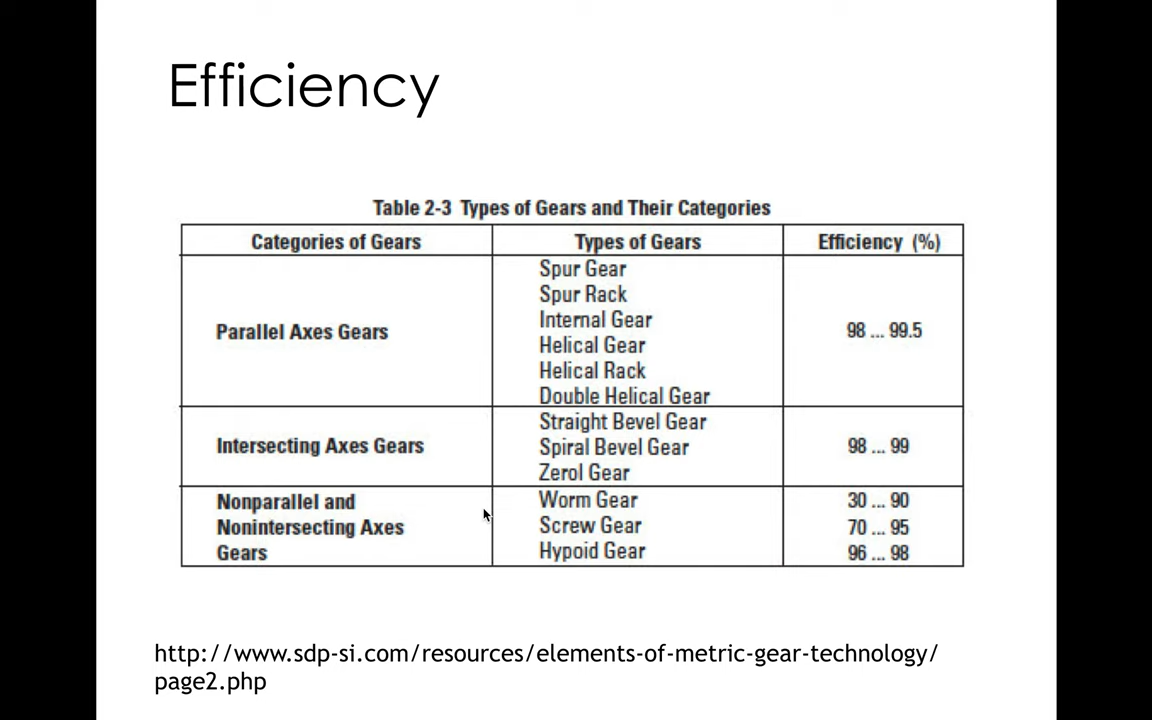 Efficiency
Table 2-3 Types of Gears and Their Categories
Categories of Gears Types of Gears Efficiency (%)
Parallel Axes Gears
Spur Gear
Spur Rack
Internal Gear
Helical Gear
Helical Rack
Double Helical Gear
98 ... 99.5
Intersecting Axes Gears
Straight Bevel Gear
Spiral Bevel Gear
Zerol Gear
98 ... 99
Nonparallel and
Nonintersecting Axes
Gears
Worm Gear 30 ... 90
Screw Gear 70 ... 95
Hypoid Gear 96 ... 98
http://www.sdp-si.com/resources/elements-of-metric-gear-technology/
page2.php